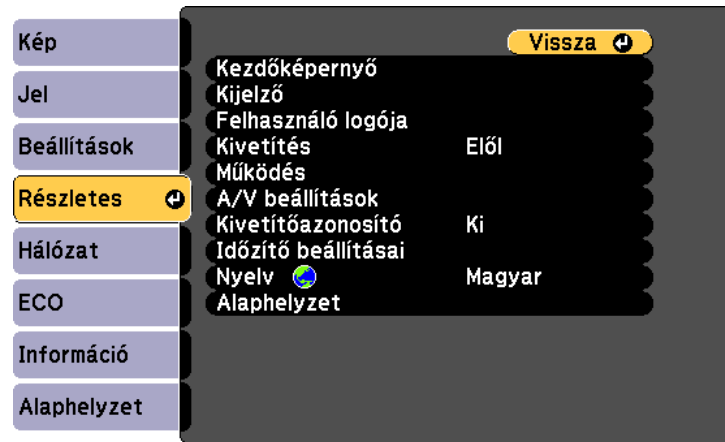 Kép
Jel
Beállítások
Részletes
Hálózat
ECO
Információ
Alaphelyzet
Vissza
Kezdőképernyő
Kijelző
Felhasználó logója
Kivetítés Elől
Működés
A/V beállítások
Kivetítőazonosító Ki
Időzítő beállításai
Nyelv Magyar
Alaphelyzet